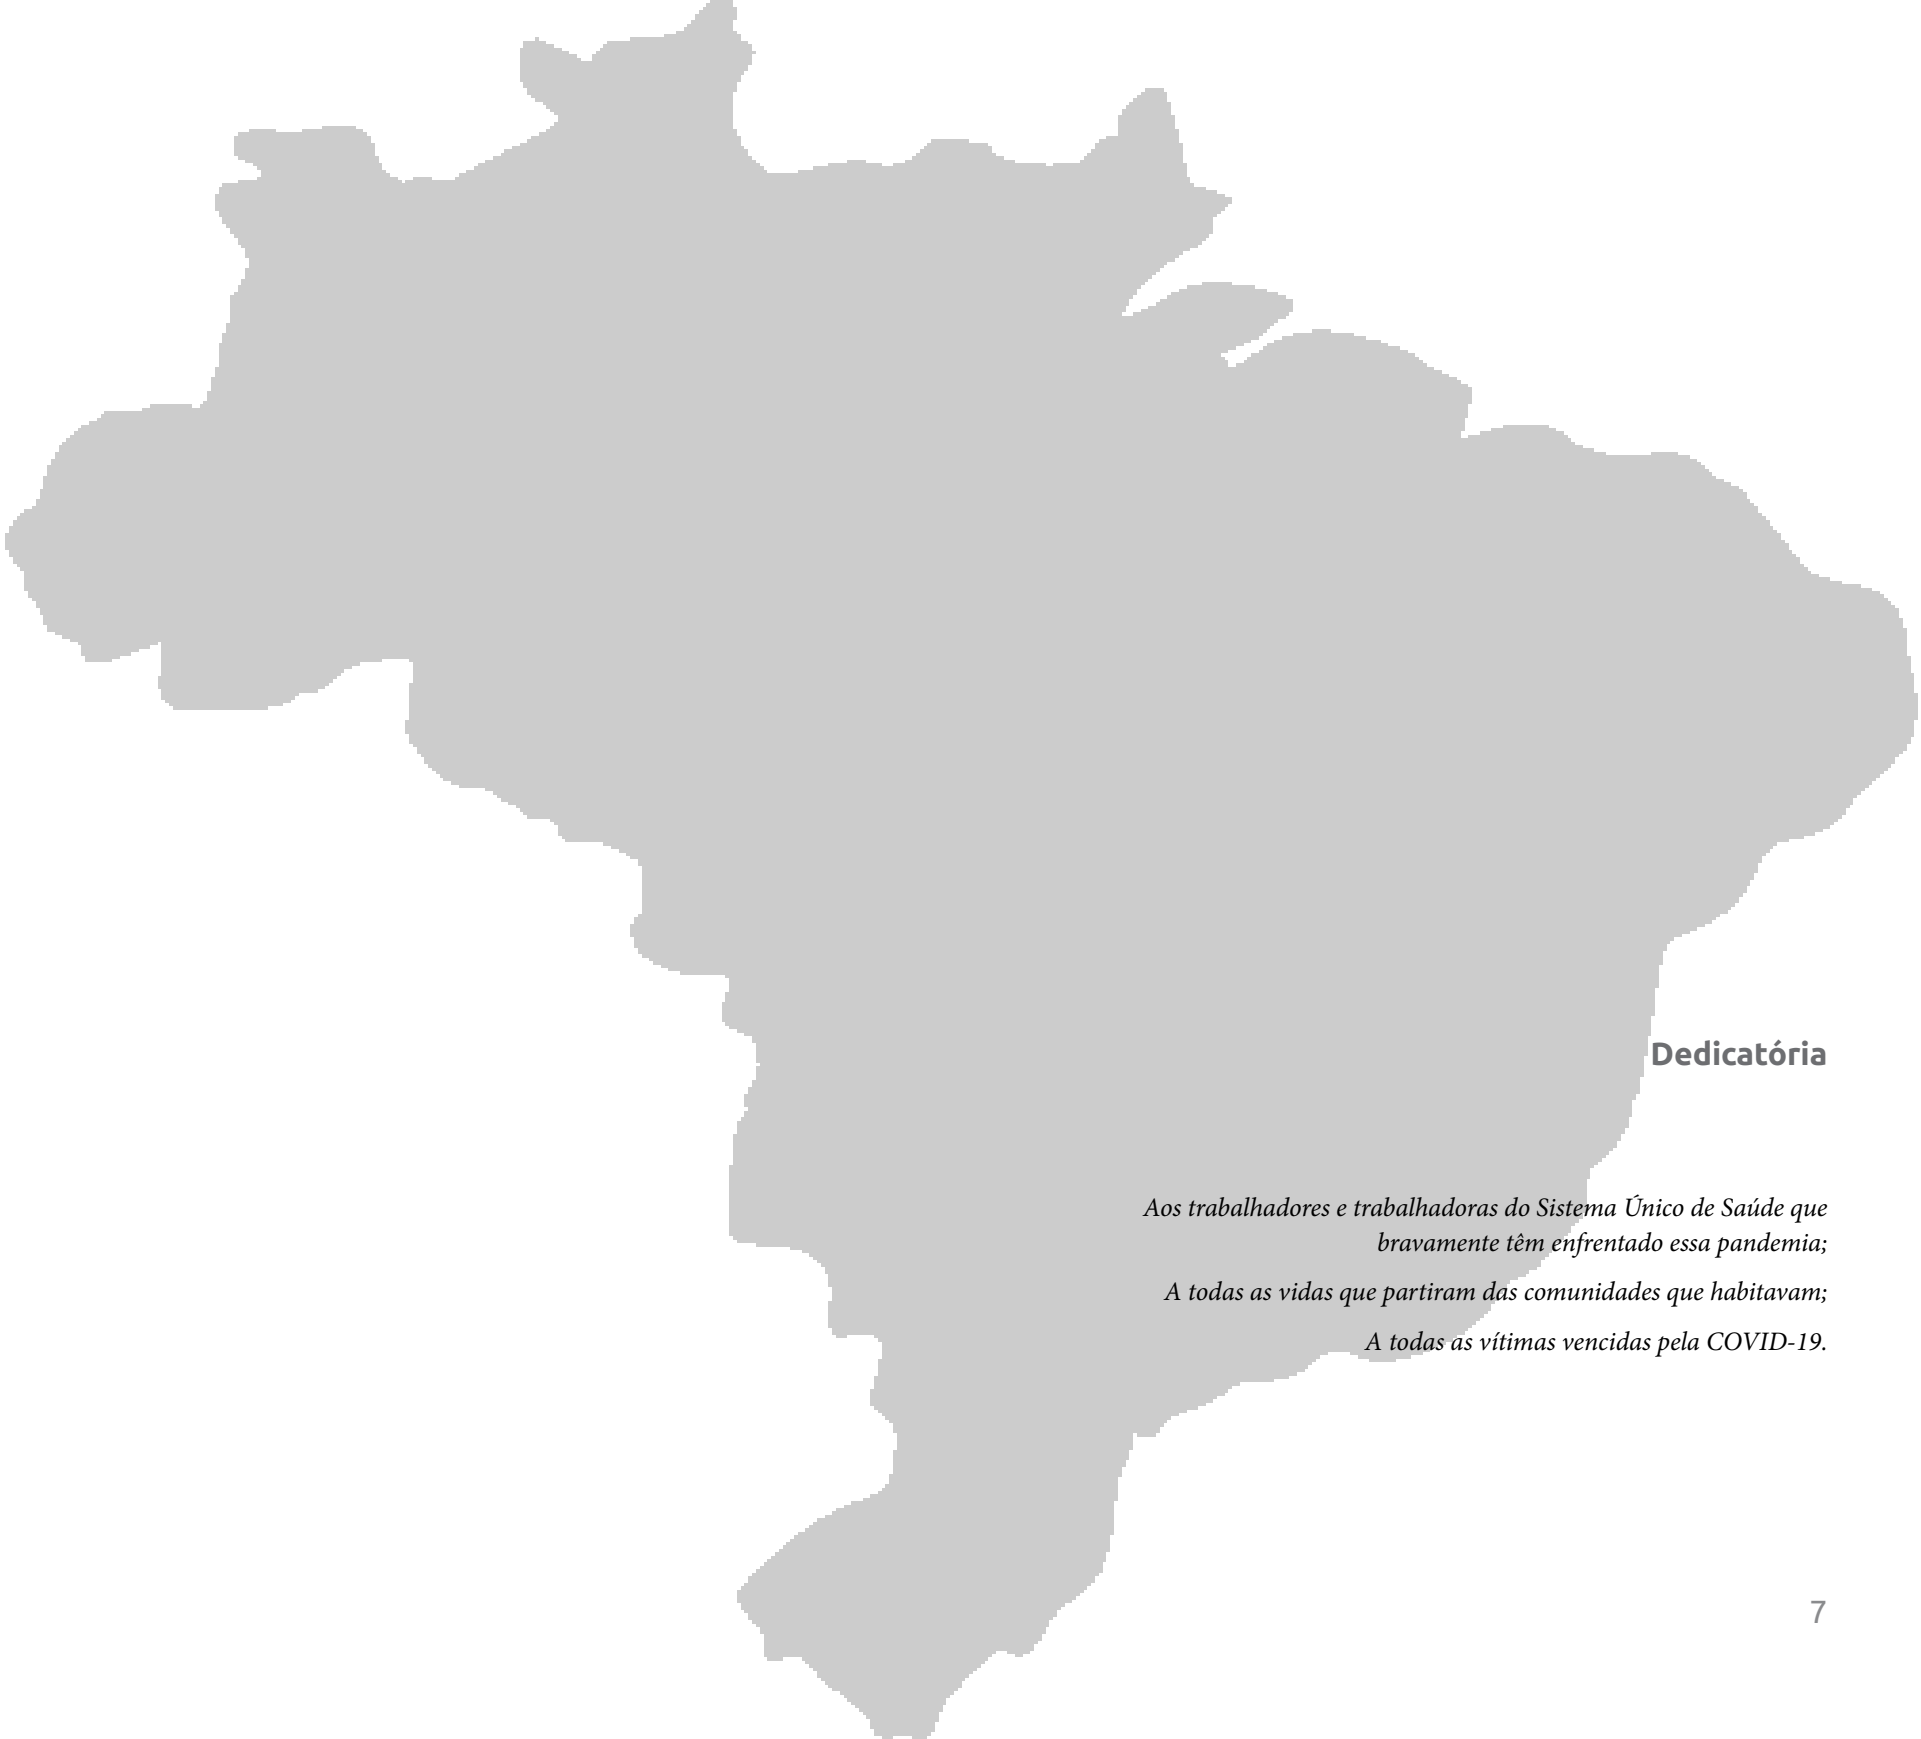 Dedicatória
Aos trabalhadores e trabalhadoras do Sistema Único de Saúde que
bravamente têm enfrentado essa pandemia;
A todas as vidas que partiram das comunidades que habitavam;
A todas as vítimas vencidas pela COVID-19.
7